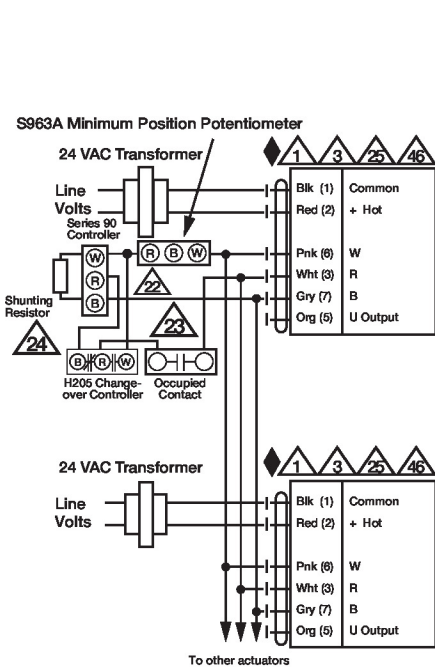 S963A Minimum Position Potentiometer
24 VAC Transformer
1 3 25 46
Line
Volts
Blk (1) Common
Red (2) + Hot
Series 90
Controller
W
R
B
R B W
Pnk (6) W
Wht (3) R
Gry (7) B
Org (5) U Output
22
23
Shunting
Resistor
24
B R W
H205 Change-
over Controller
Occupied
Contact
24 VAC Transformer
1 3 25 46
Line
Volts
Blk (1) Common
Red (2) + Hot
Pnk (6) W
Wht (3) R
Gry (7) B
Org (5) U Output
To other actuators